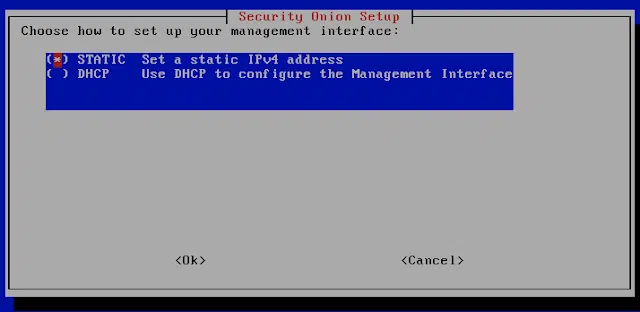 Security Onion Setup
Choose how to set up your management interface:
(*) STATIC  Set a static IPv4 address
( ) DHCP    Use DHCP to configure the Management Interface
<Ok>    <Cancel>